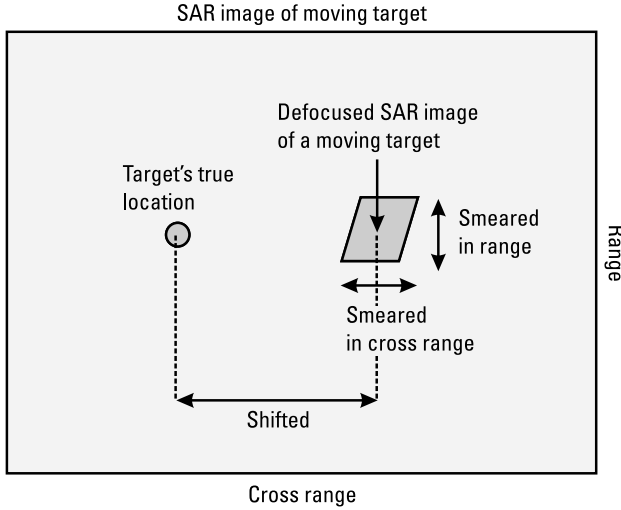 SAR image of moving target
Defocused SAR image
of a moving target
Target's true
location
Smeared
in range
Range
Smeared
in cross range
Shifted
Cross range